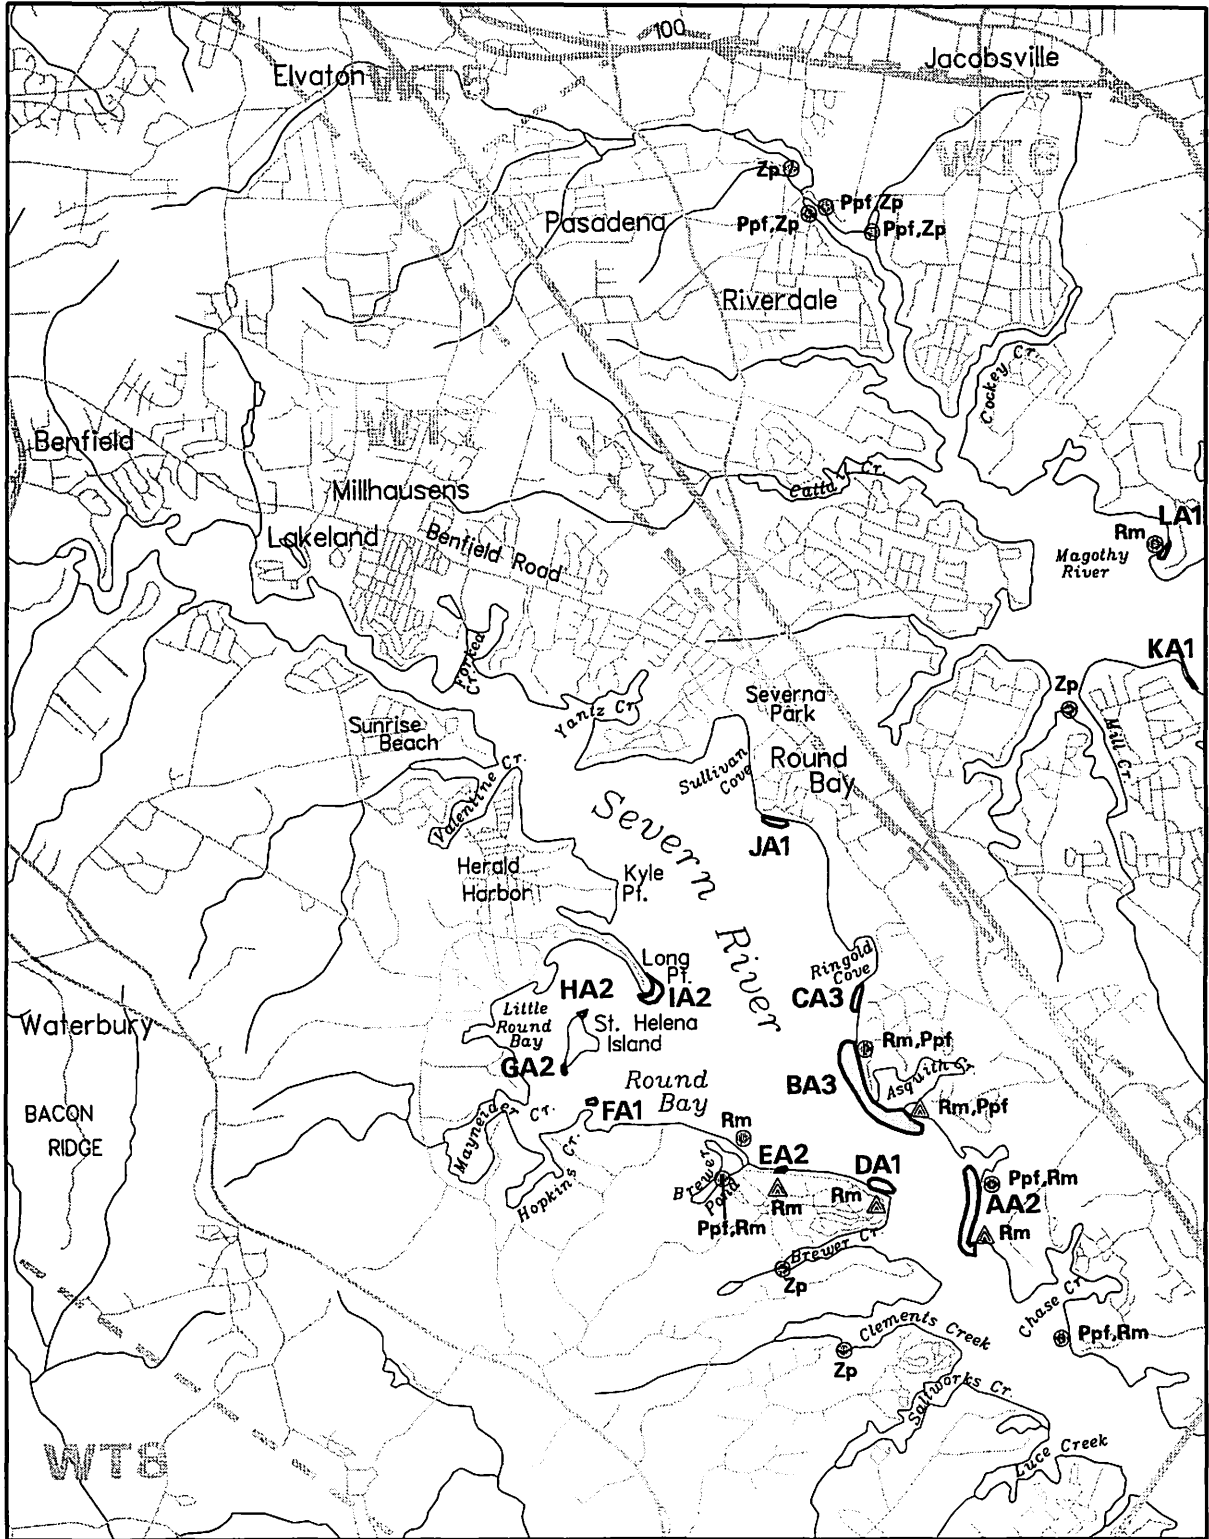 100
Jacobsville
Elvaton
WT6
Zp
Ppf,Zp
Ppf,Zp
Ppf,Zp
Pasadena
Riverdale
Cockey Cr.
Benfield
Millhausens
Cr.
LA1
Rm
Lakeland
Benfield Road
Magothy
River
Forked
Cr.
KA1
Zp
Severna
Park
Yantz Cr.
Sunrise
Beach
Mill Cr.
Sullivan
Cove
Round
Bay
Valentine Cr.
Severn
River
JA1
Herald
Harbor
Kyle
Pt.
Ringold
Cove
Long
Pt.
HA2
IA2
CA3
Little
Round
Bay
St. Helena
Island
Waterbury
Rm,Ppf
GA2
Asquith Cr.
BA3
Round
Bay
FA1
Rm,Ppf
BACON
RIDGE
Maynedier Cr.
Hopkins Cr.
Rm
EA2
DA1
Brewer
Pond
Rm
Rm
Ppf,Rm
Ppf,Rm
AA2
Rm
Brewer Cr.
Zp
Chase Cr.
Ppf,Rm
Clements Creek
Zp
Saltworks Cr.
Luce Creek
WT8